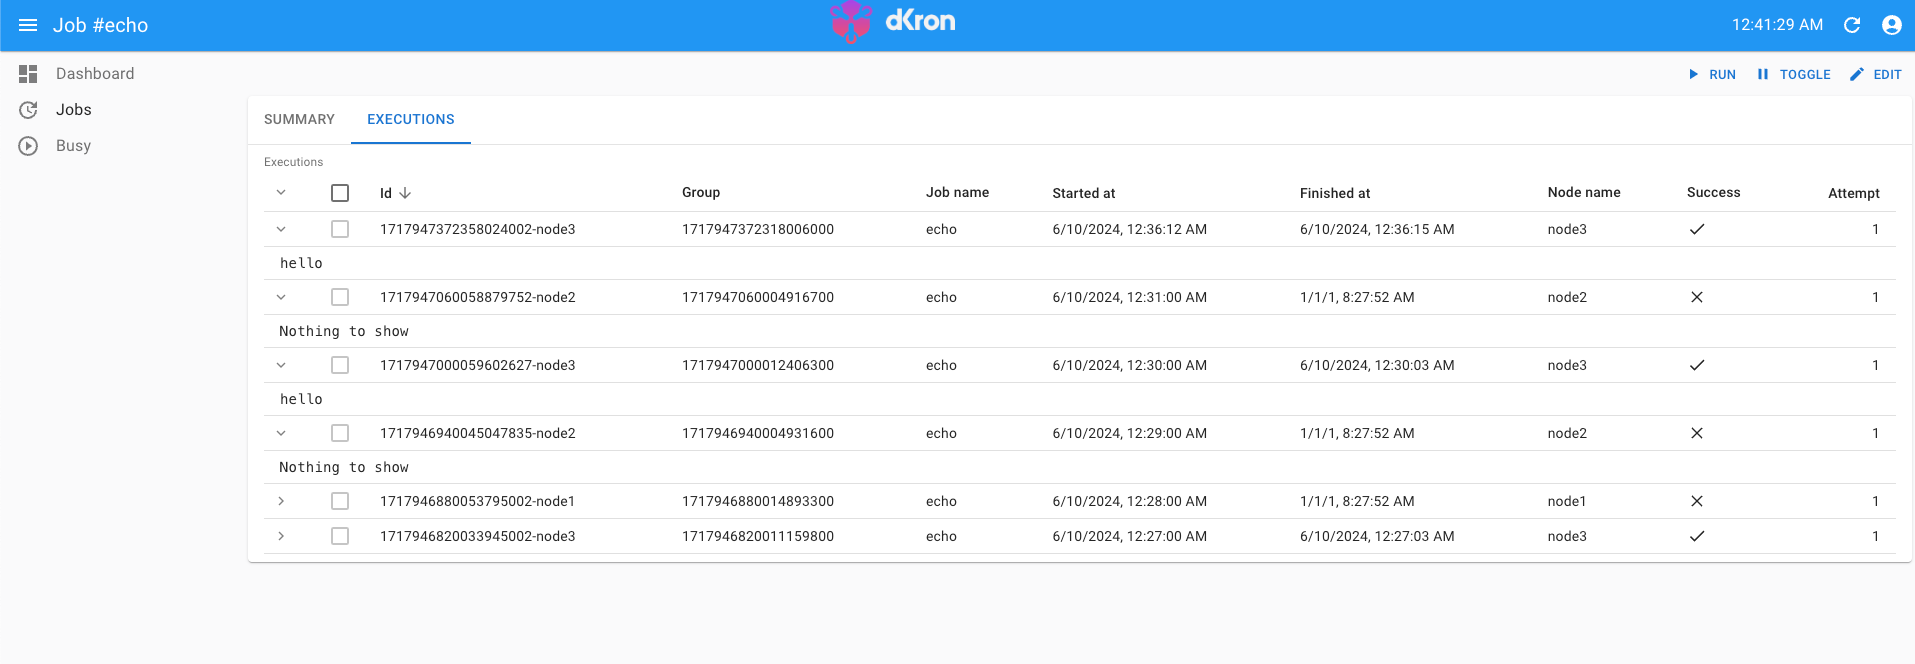 Job #echo
dKron
12:41:29 AM
Dashboard
Jobs
Busy
RUN TOGGLE EDIT
SUMMARY EXECUTIONS
Executions
Id Group Job name Started at Finished at Node name Success Attempt
1717947372358024002-node3 1717947372318006000 echo 6/10/2024, 12:36:12 AM 6/10/2024, 12:36:15 AM node3 1
hello
1717947060058879752-node2 1717947060004916700 echo 6/10/2024, 12:31:00 AM 1/1/1, 8:27:52 AM node2 1
Nothing to show
1717947000059602627-node3 1717947000012406300 echo 6/10/2024, 12:30:00 AM 6/10/2024, 12:30:03 AM node3 1
hello
1717946940045047835-node2 1717946940004931600 echo 6/10/2024, 12:29:00 AM 1/1/1, 8:27:52 AM node2 1
Nothing to show
1717946880053795002-node1 1717946880014893300 echo 6/10/2024, 12:28:00 AM 1/1/1, 8:27:52 AM node1 1
1717946820033945002-node3 1717946820011159800 echo 6/10/2024, 12:27:00 AM 6/10/2024, 12:27:03 AM node3 1